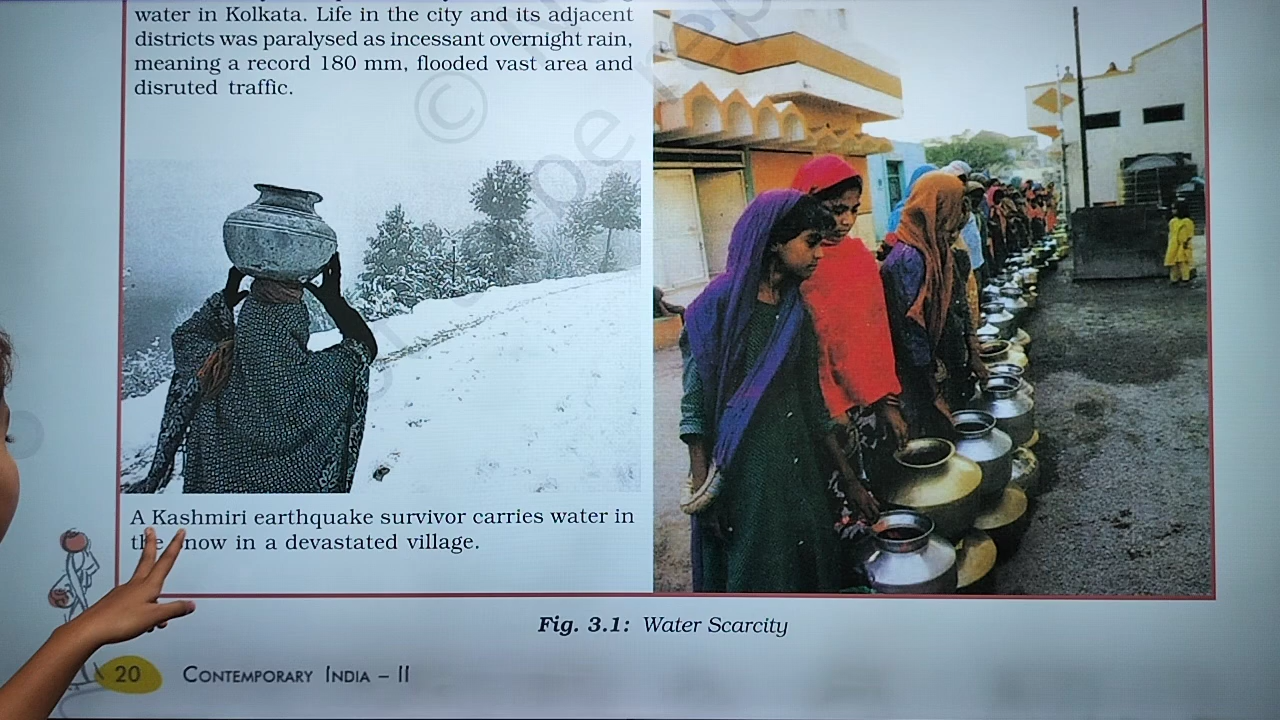 water in Kolkata. Life in the city and its adjacent
districts was paralysed as incessant overnight rain,
meaning a record 180 mm, flooded vast area and
disruted traffic.
A Kashmiri earthquake survivor carries water in
the snow in a devastated village.
Fig. 3.1: Water Scarcity
20 CONTEMPORARY INDIA – II